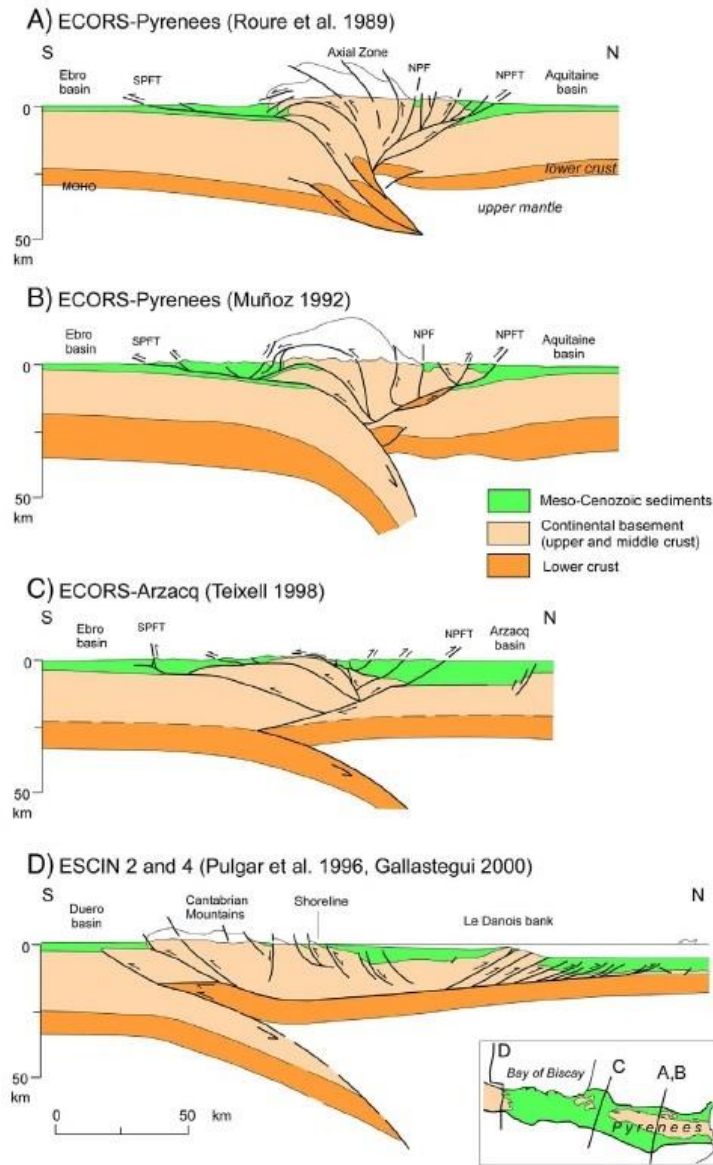 A) ECORS-Pyrenees (Roure et al. 1989)
S
N
Axial Zone
Ebro
basin
SPFT
NPF
NPFT
Aquitaine
basin
0
lower crust
MOHO
upper mantle
50
km
B) ECORS-Pyrenees (Muñoz 1992)
Ebro
basin
SPFT
NPF
NPFT
Aquitaine
basin
0
50
km
Meso-Cenozoic sediments
Continental basement
(upper and middle crust)
Lower crust
C) ECORS-Arzacq (Teixell 1998)
S
N
Ebro
basin
SPFT
NPFT
Arzacq
basin
0
50
km
D) ESCIN 2 and 4 (Pulgar et al. 1996, Gallastegui 2000)
S
N
Duero
basin
Cantabrian
Mountains
Shoreline
Le Danois bank
0
50
0
50
km
km
D
Bay of Biscay
C
A,B
Pyrenees